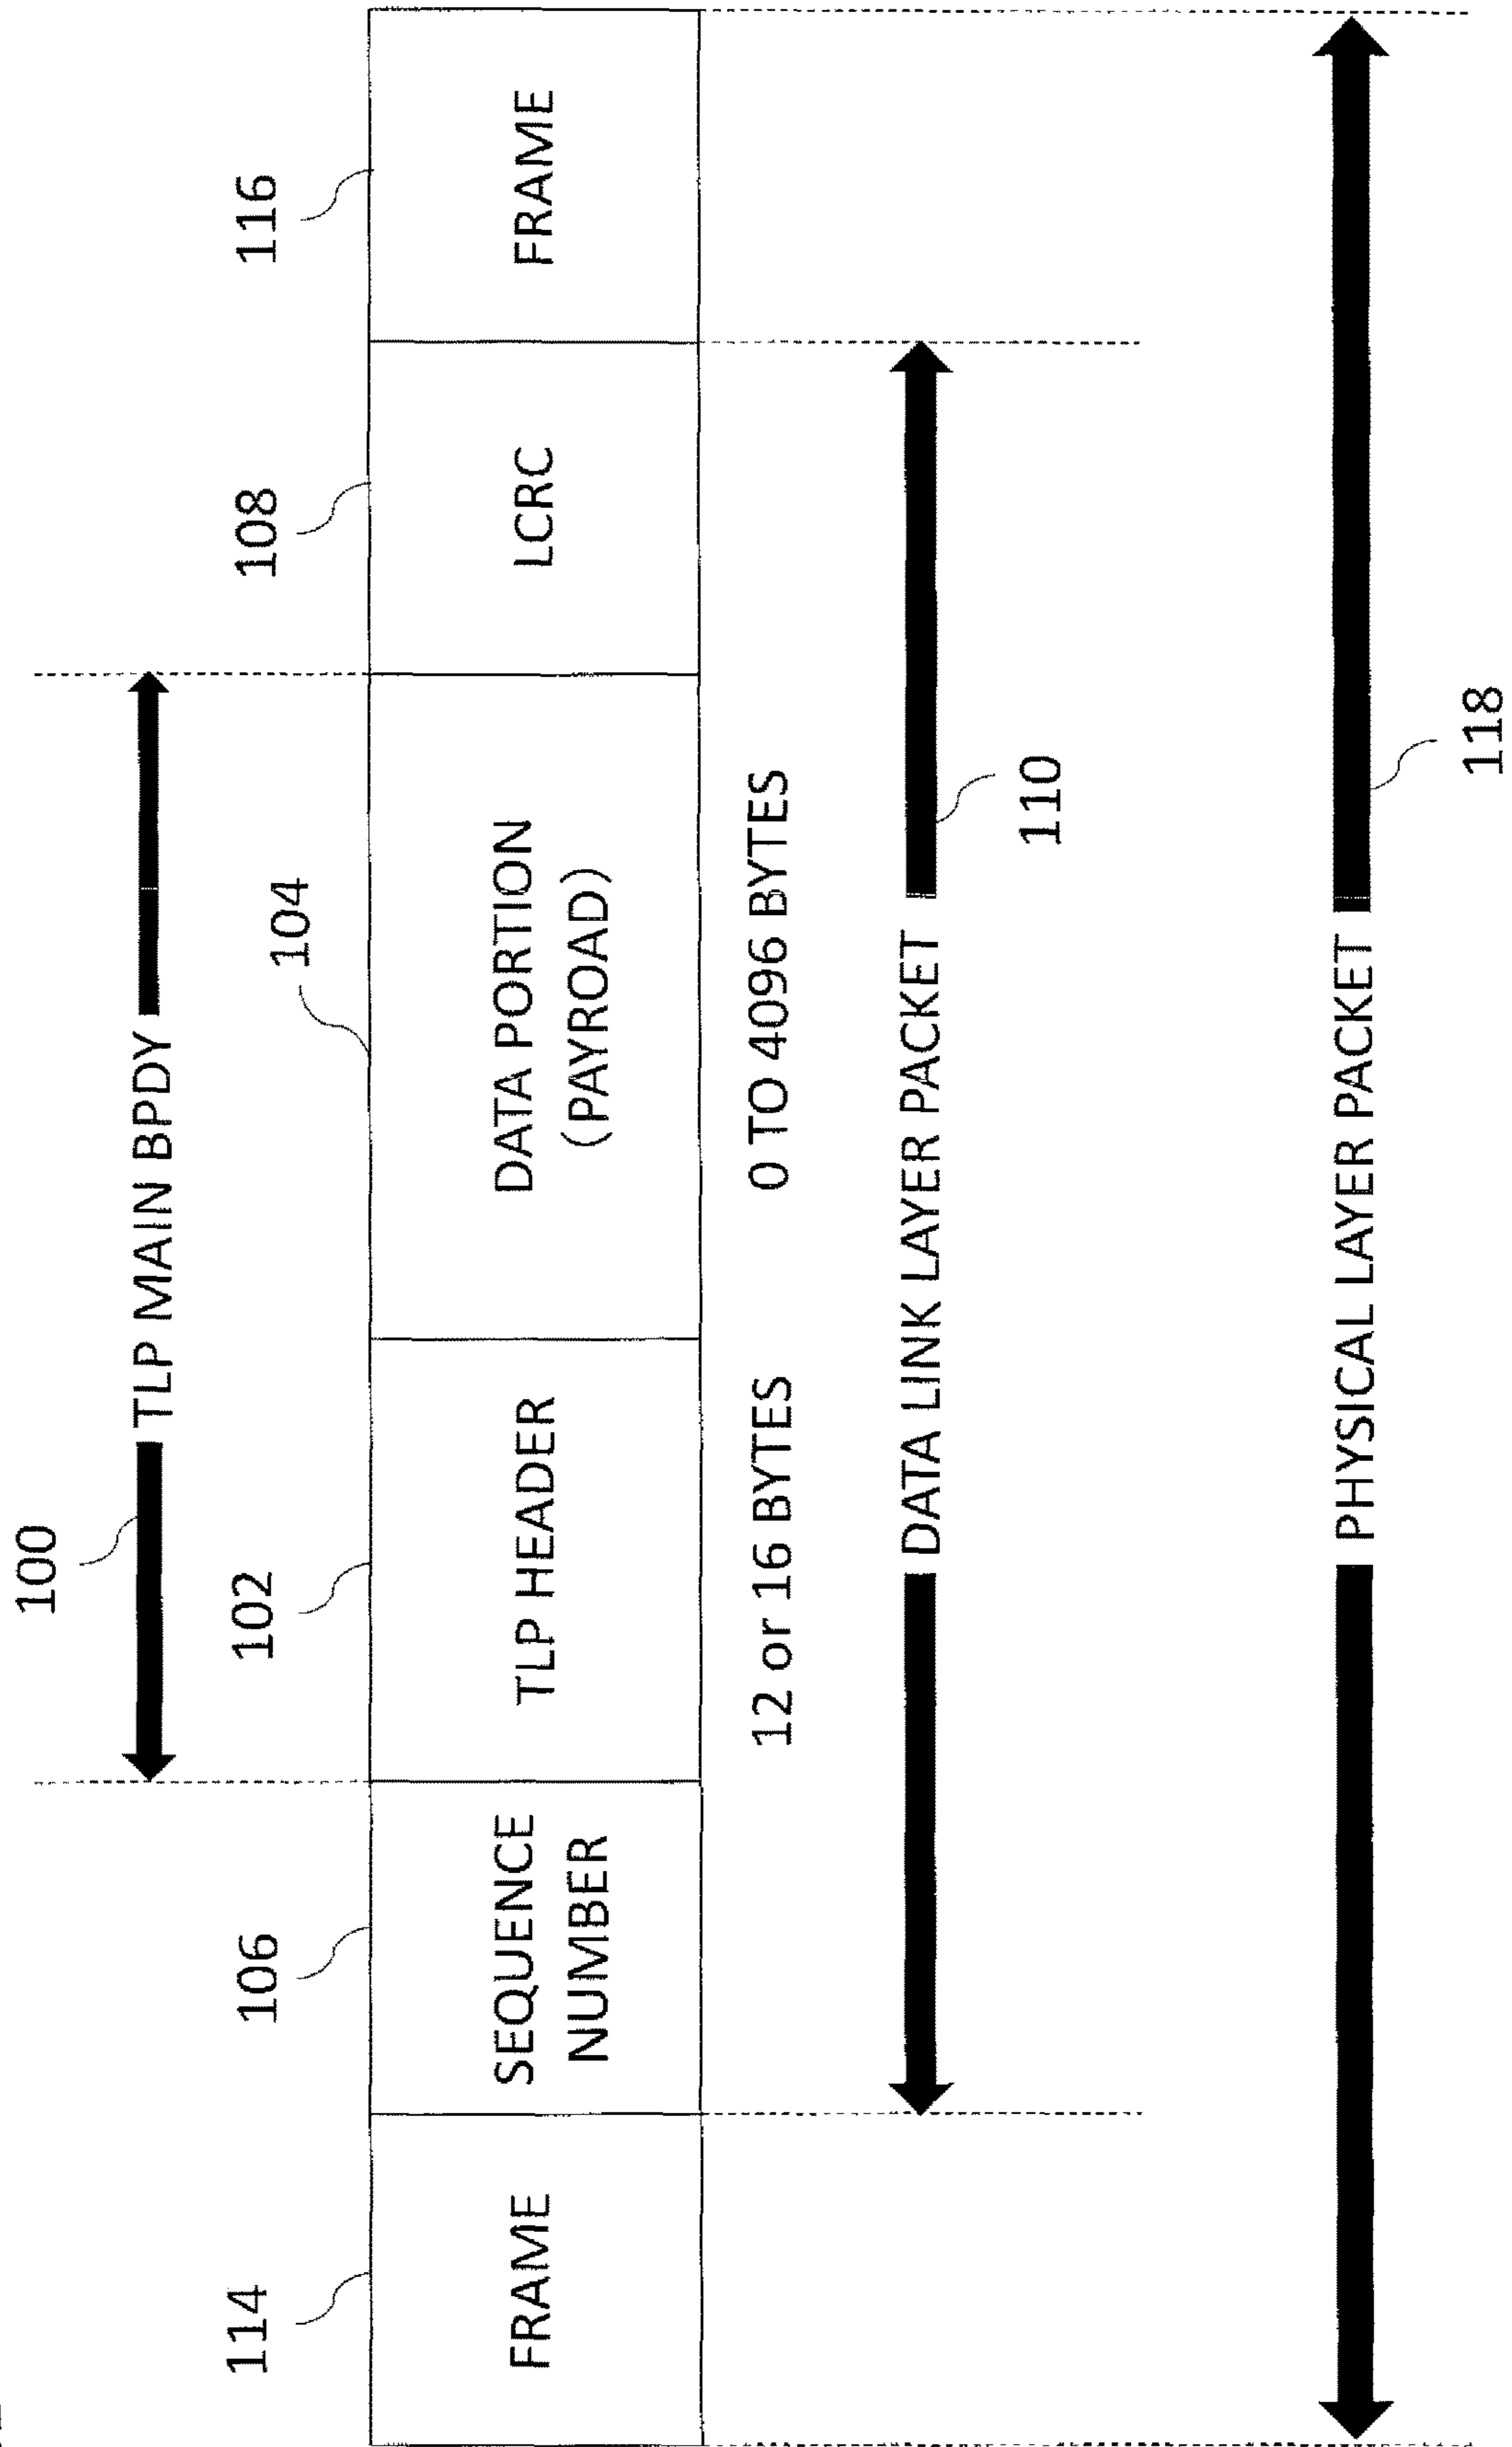 100
TLP MAIN BPDY
114
106
102
104
108
116
FRAME
SEQUENCE
NUMBER
TLP HEADER
DATA PORTION
(PAYROAD)
LCRC
FRAME
12 or 16 BYTES
0 TO 4096 BYTES
DATA LINK LAYER PACKET
110
PHYSICAL LAYER PACKET
118